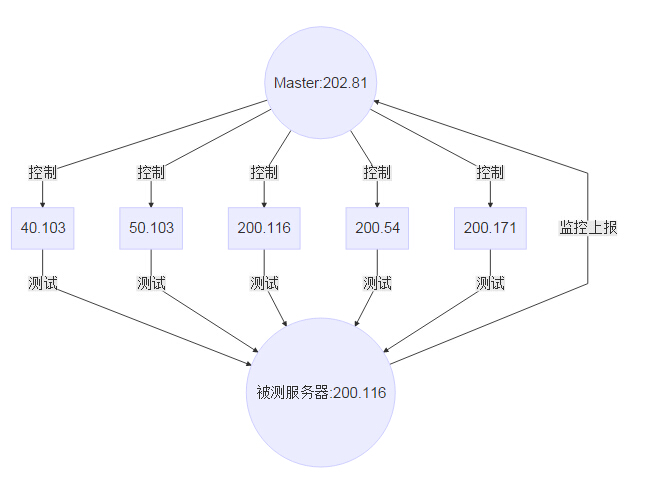 Master:202.81
控制
控制
控制
控制
控制
40.103
50.103
200.116
200.54
200.171
监控上报
测试
测试
测试
测试
测试
被测服务器:200.116